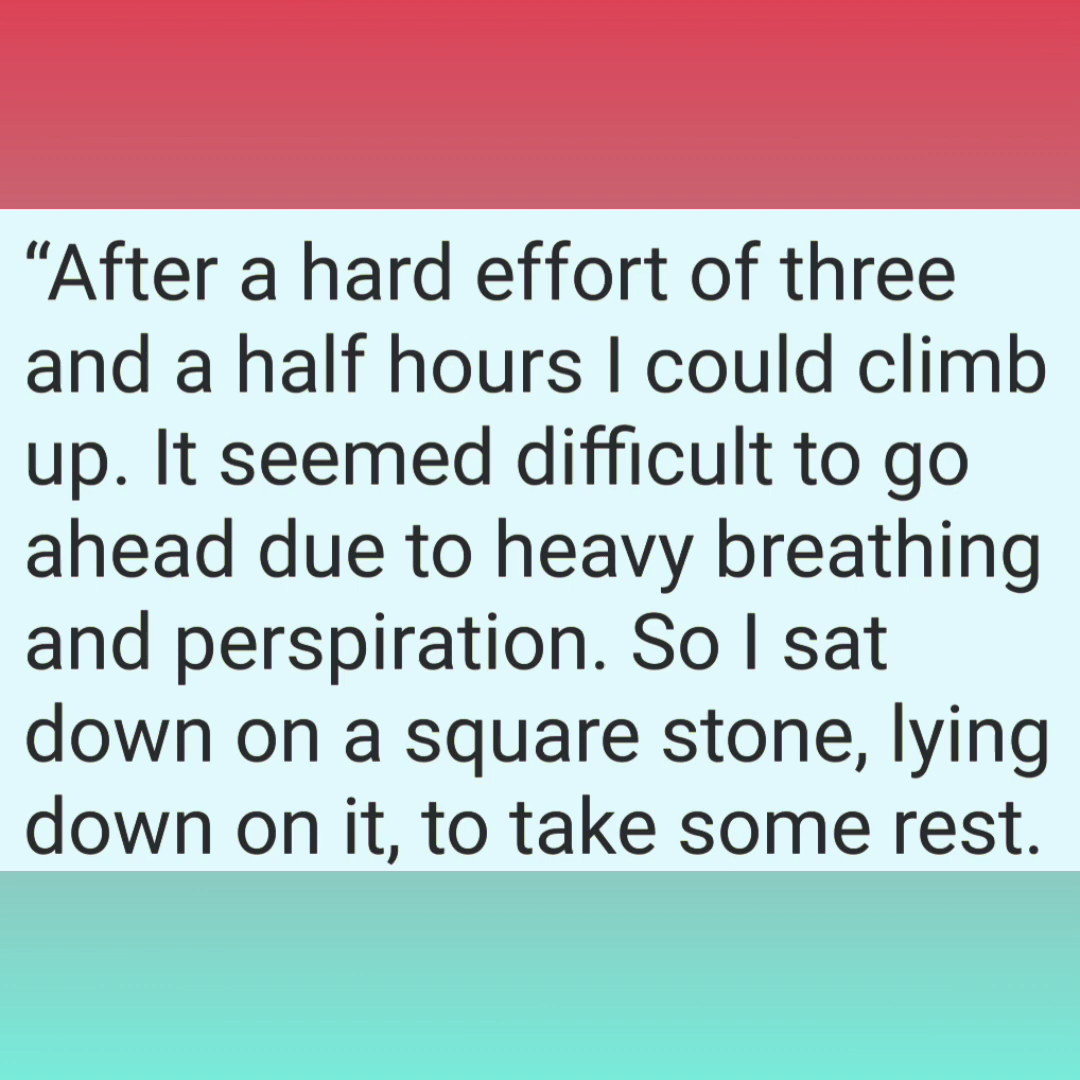 “After a hard effort of three
and a half hours I could climb
up. It seemed difficult to go
ahead due to heavy breathing
and perspiration. So I sat
down on a square stone, lying
down on it, to take some rest.